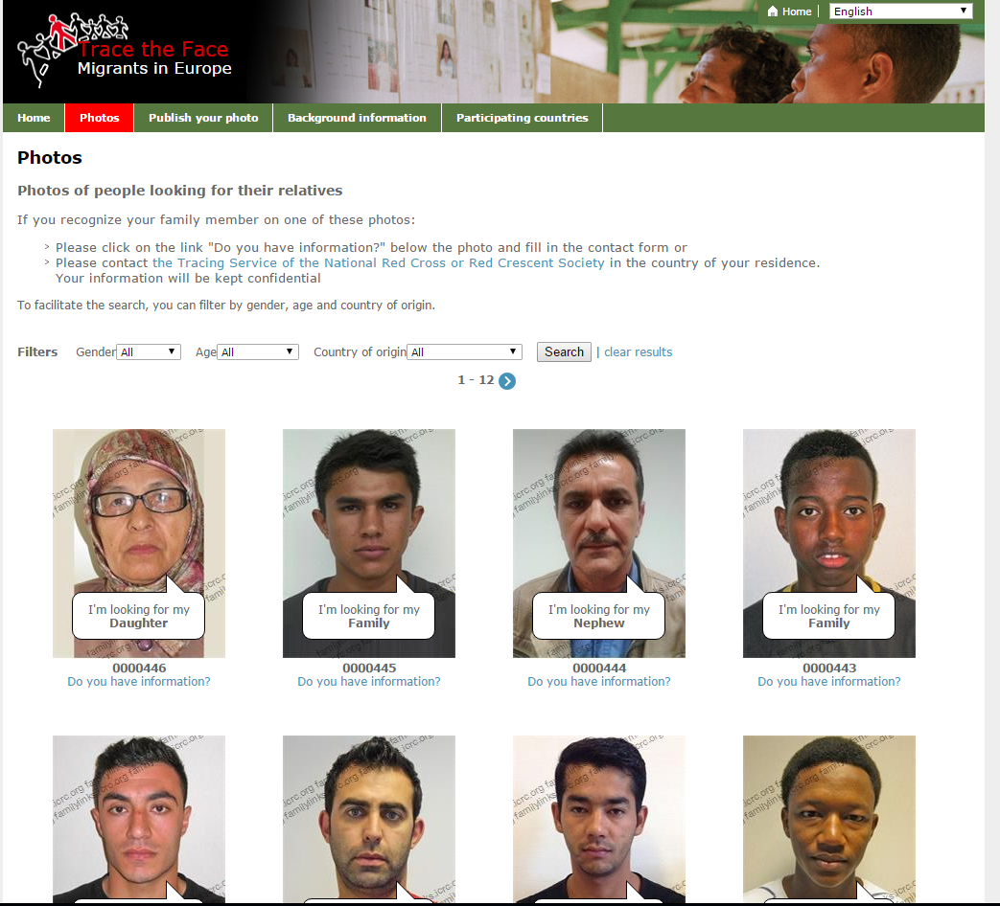 Home | English
Trace the Face
Migrants in Europe
Home Photos Publish your photo Background information Participating countries
Photos
Photos of people looking for their relatives
If you recognize your family member on one of these photos:
> Please click on the link "Do you have information?" below the photo and fill in the contact form or
> Please contact the Tracing Service of the National Red Cross or Red Crescent Society in the country of your residence.
Your information will be kept confidential
To facilitate the search, you can filter by gender, age and country of origin.
Filters Gender All Age All Country of origin All Search | clear results
1 - 12
I'm looking for my
Daughter
0000446
Do you have information?
I'm looking for my
Family
0000445
Do you have information?
I'm looking for my
Nephew
0000444
Do you have information?
I'm looking for my
Family
0000443
Do you have information?